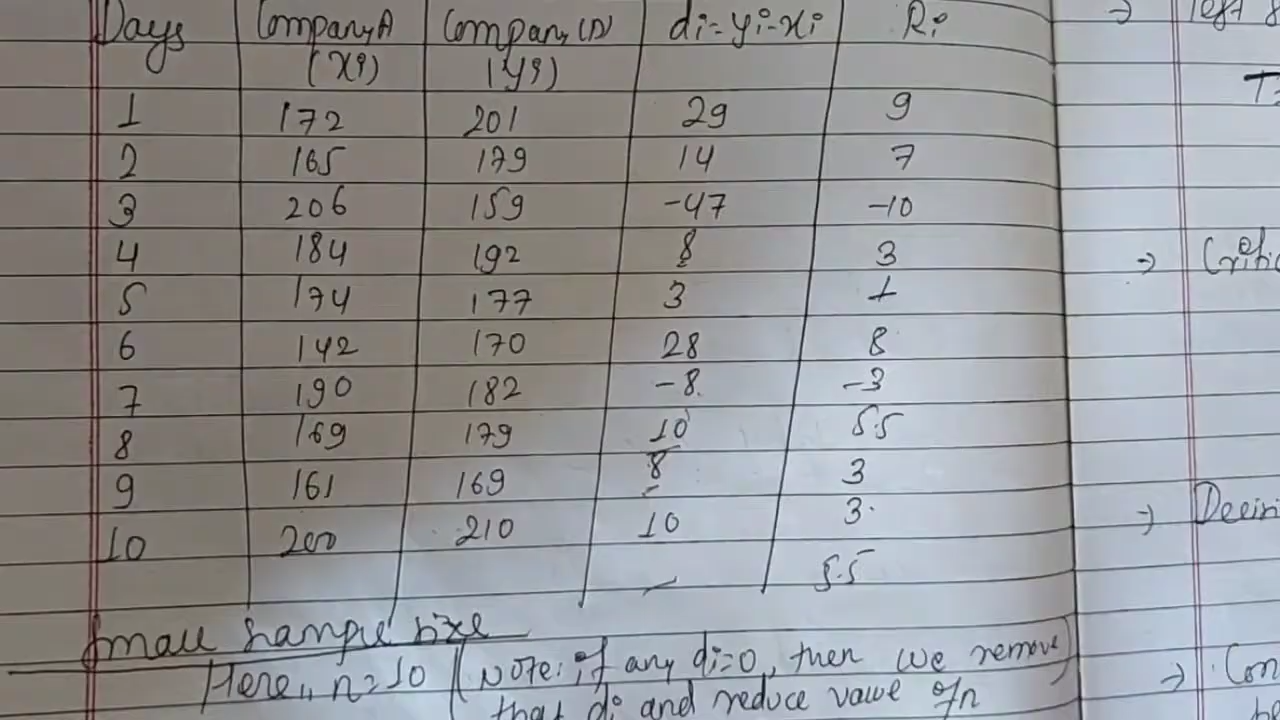 Days Company A Company (B) di=yi-xi Ri
(xi) (yi)
1 172 201 29 9
2 165 179 14 7
3 206 159 -47 -10
4 184 192 8 3
5 174 177 3 1
6 142 170 28 8
7 190 182 -8 -3
8 169 179 10 5.5
9 161 169 8 3
10 200 210 10 3
5.5
Small sample size
Here, n=10 (Note: if any di=0, then we remove
that di and reduce value of n
T=